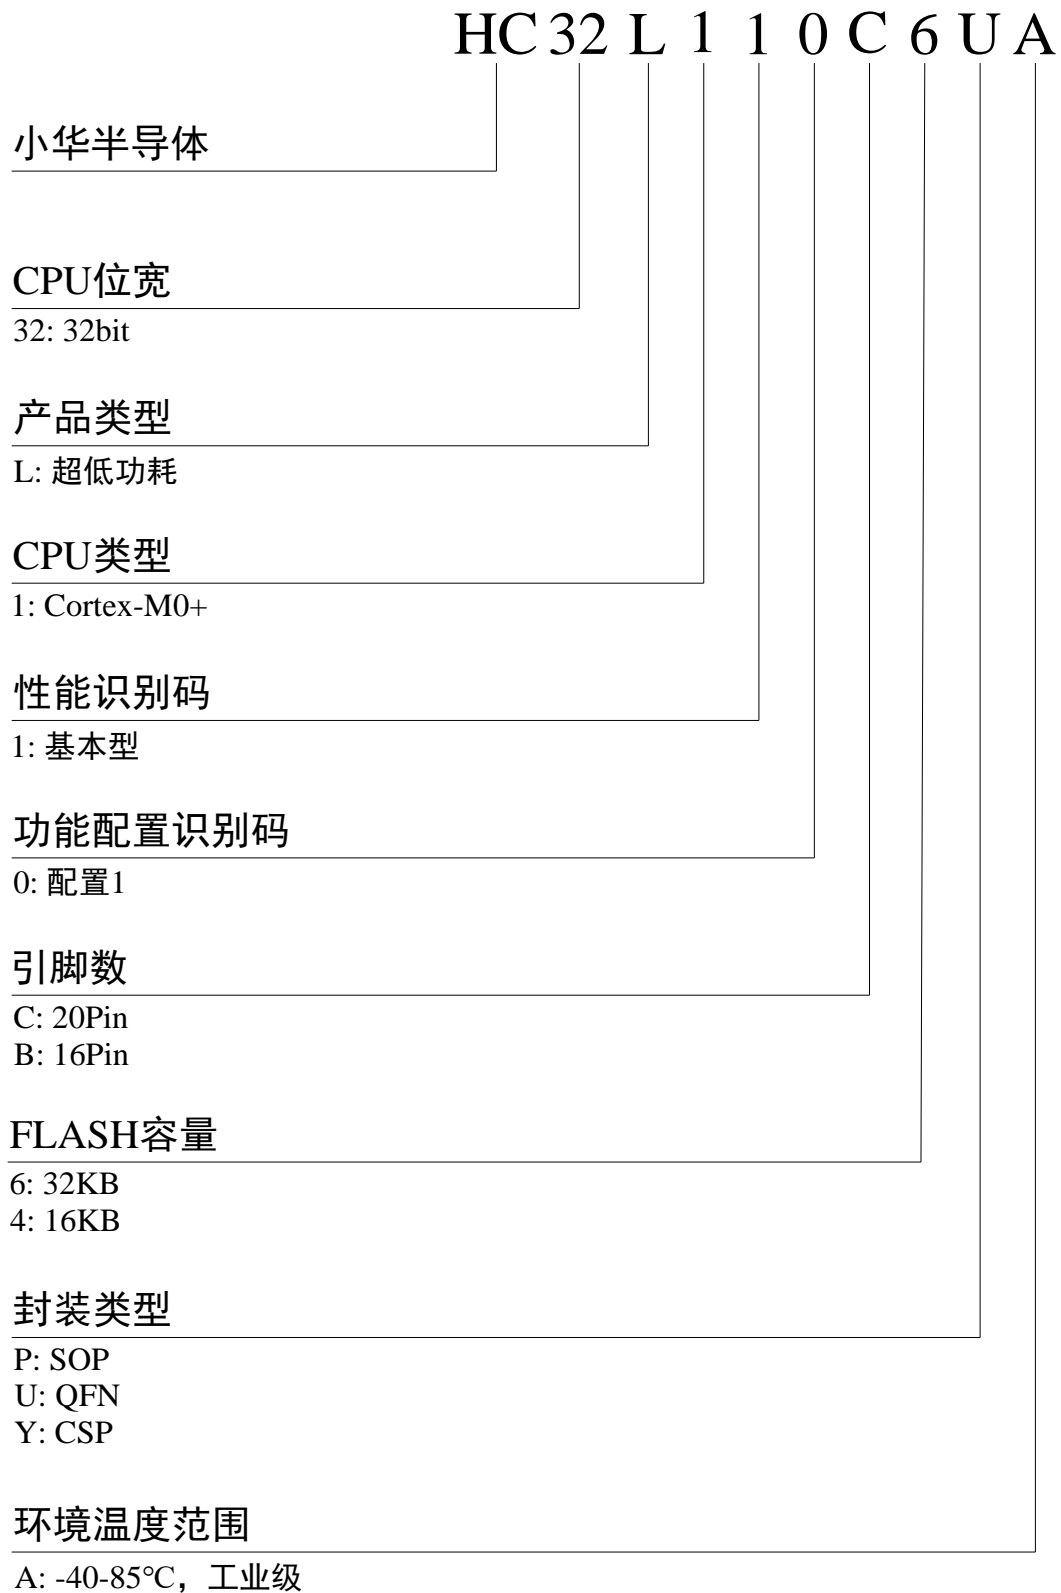 HC32L110C6UA
小华半导体
CPU位宽
32: 32bit
产品类型
L: 超低功耗
CPU类型
1: Cortex-M0+
性能识别码
1: 基本型
功能配置识别码
0: 配置1
引脚数
C: 20Pin
B: 16Pin
FLASH容量
6: 32KB
4: 16KB
封装类型
P: SOP
U: QFN
Y: CSP
环境温度范围
A: -40-85℃，工业级